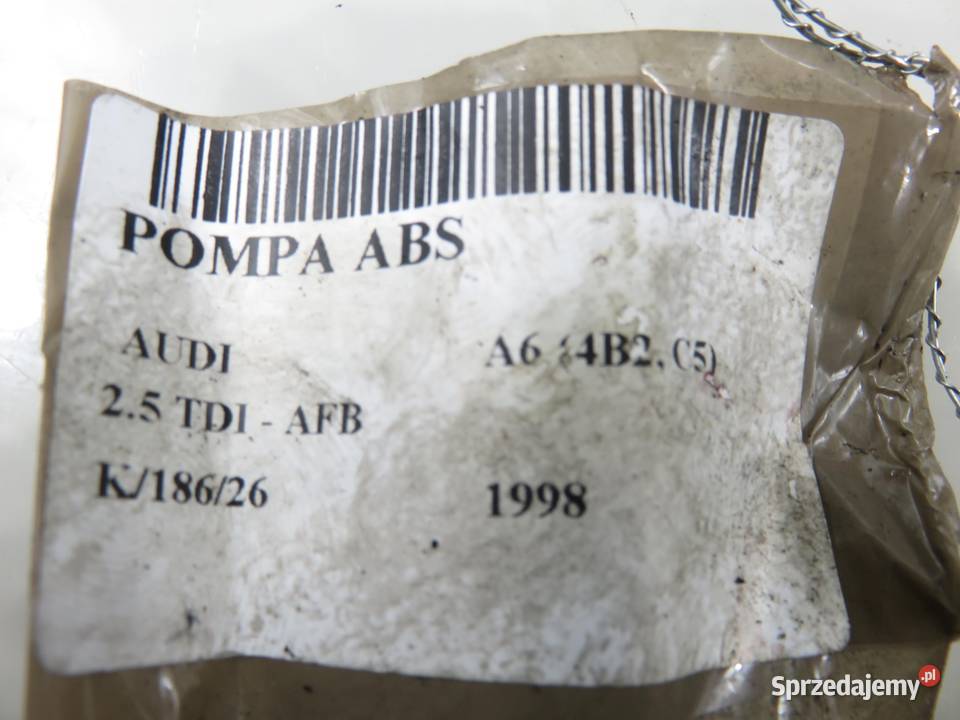 POMPA ABS
AUDI A6 (4B2, C5)
2.5 TDI - AFB
K/186/26 1998
Sprzedajemy.pl